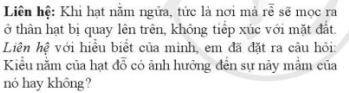 Liên hệ: Khi hạt nằm ngửa, tức là nơi mà rễ sẽ mọc ra
ở thân hạt bị quay lên trên, không tiếp xúc với mặt đất.
Liên hệ với hiểu biết của mình, em đã đặt ra câu hỏi:
Kiểu nằm của hạt đỗ có ảnh hưởng đến sự nảy mầm của
nó hay không?